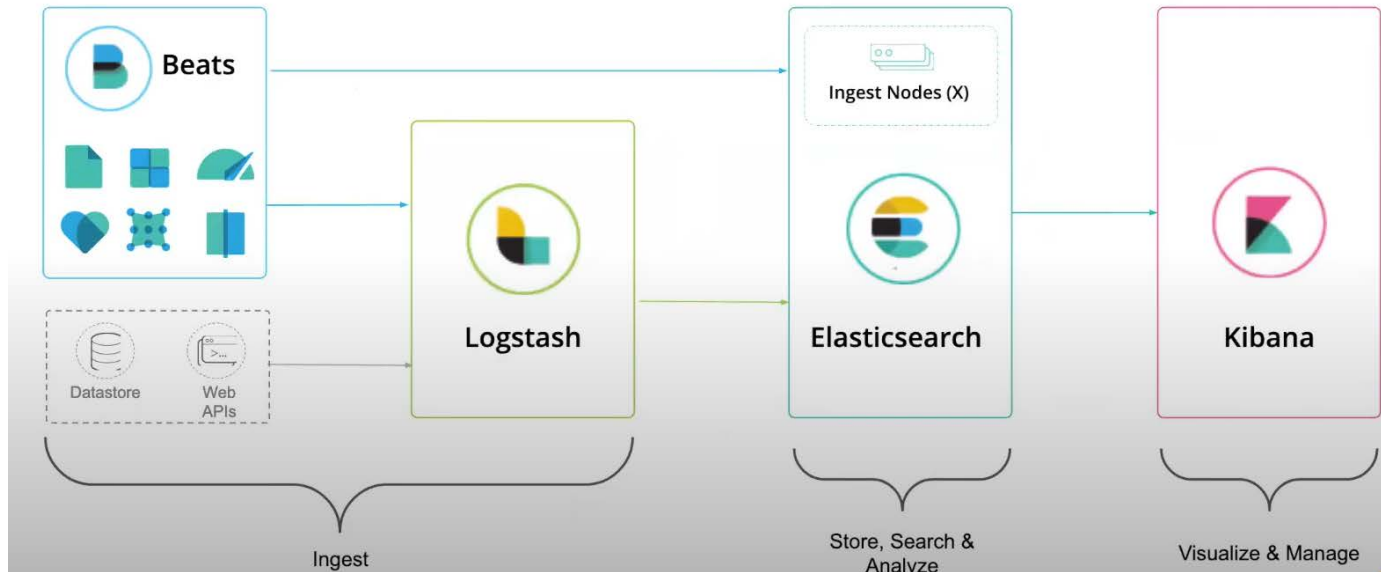 Beats
Ingest Nodes (X)
>...
Logstash
Elasticsearch
Kibana
Datastore
Web
APIs
Ingest
Store, Search &
Analyze
Visualize & Manage